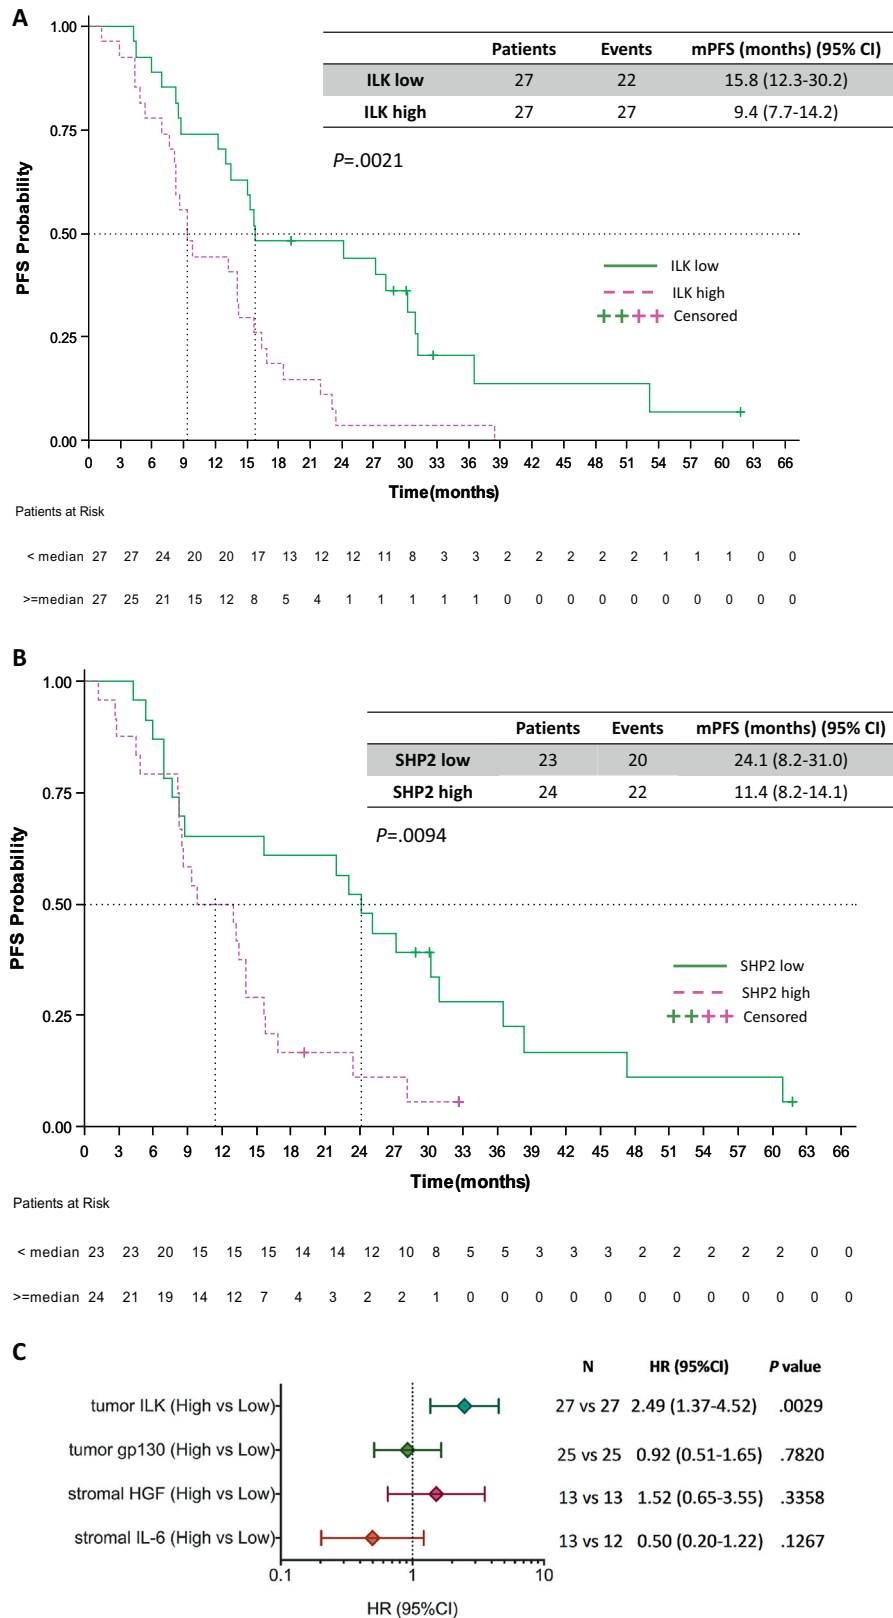 A
Patients Events mPFS (months) (95% CI)
ILK low 27 22 15.8 (12.3-30.2)
ILK high 27 27 9.4 (7.7-14.2)
P=.0021
1.00
0.75
0.50
0.25
0.00
PFS Probability
ILK low
ILK high
Censored
0 3 6 9 12 15 18 21 24 27 30 33 36 39 42 45 48 51 54 57 60 63 66
Time(months)
Patients at Risk
< median 27 27 24 20 20 17 13 12 12 11 8 3 3 2 2 2 2 2 1 1 1 0 0
>=median 27 25 21 15 12 8 5 4 1 1 1 1 1 0 0 0 0 0 0 0 0 0 0
B
Patients Events mPFS (months) (95% CI)
SHP2 low 23 20 24.1 (8.2-31.0)
SHP2 high 24 22 11.4 (8.2-14.1)
P=.0094
1.00
0.75
0.50
0.25
0.00
PFS Probability
SHP2 low
SHP2 high
Censored
0 3 6 9 12 15 18 21 24 27 30 33 36 39 42 45 48 51 54 57 60 63 66
Time(months)
Patients at Risk
< median 23 23 20 15 15 15 14 14 12 10 8 5 5 3 3 3 2 2 2 2 2 0 0
>=median 24 21 19 14 12 7 4 3 2 2 1 0 0 0 0 0 0 0 0 0 0 0 0
C
N HR (95%CI) P value
tumor ILK (High vs Low) 27 vs 27 2.49 (1.37-4.52) .0029
tumor gp130 (High vs Low) 25 vs 25 0.92 (0.51-1.65) .7820
stromal HGF (High vs Low) 13 vs 13 1.52 (0.65-3.55) .3358
stromal IL-6 (High vs Low) 13 vs 12 0.50 (0.20-1.22) .1267
0.1 1 10
HR (95%CI)